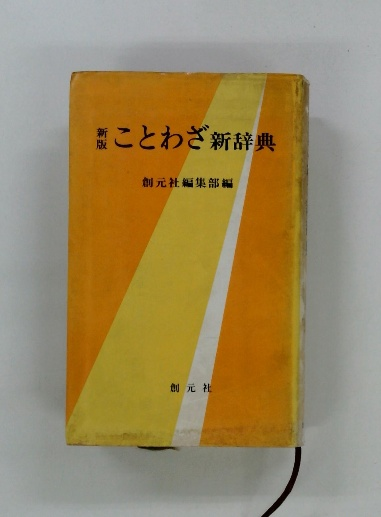 新版 ことわざ新辞典
創元社編集部編
創元社